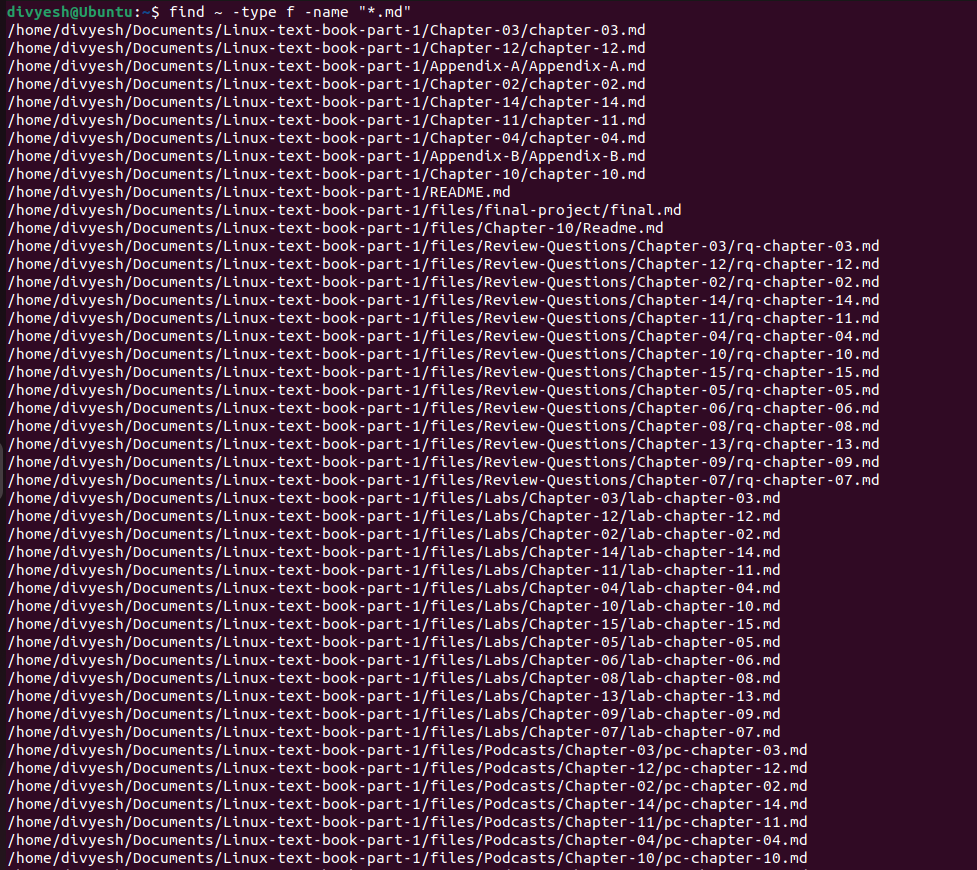 divyesh@Ubuntu:~$ find ~ -type f -name "*.md"
/home/divyesh/Documents/Linux-text-book-part-1/Chapter-03/chapter-03.md
/home/divyesh/Documents/Linux-text-book-part-1/Chapter-12/chapter-12.md
/home/divyesh/Documents/Linux-text-book-part-1/Appendix-A/Appendix-A.md
/home/divyesh/Documents/Linux-text-book-part-1/Chapter-02/chapter-02.md
/home/divyesh/Documents/Linux-text-book-part-1/Chapter-14/chapter-14.md
/home/divyesh/Documents/Linux-text-book-part-1/Chapter-11/chapter-11.md
/home/divyesh/Documents/Linux-text-book-part-1/Chapter-04/chapter-04.md
/home/divyesh/Documents/Linux-text-book-part-1/Appendix-B/Appendix-B.md
/home/divyesh/Documents/Linux-text-book-part-1/Chapter-10/chapter-10.md
/home/divyesh/Documents/Linux-text-book-part-1/README.md
/home/divyesh/Documents/Linux-text-book-part-1/files/final-project/final.md
/home/divyesh/Documents/Linux-text-book-part-1/files/Chapter-10/Readme.md
/home/divyesh/Documents/Linux-text-book-part-1/files/Review-Questions/Chapter-03/rq-chapter-03.md
/home/divyesh/Documents/Linux-text-book-part-1/files/Review-Questions/Chapter-12/rq-chapter-12.md
/home/divyesh/Documents/Linux-text-book-part-1/files/Review-Questions/Chapter-02/rq-chapter-02.md
/home/divyesh/Documents/Linux-text-book-part-1/files/Review-Questions/Chapter-14/rq-chapter-14.md
/home/divyesh/Documents/Linux-text-book-part-1/files/Review-Questions/Chapter-11/rq-chapter-11.md
/home/divyesh/Documents/Linux-text-book-part-1/files/Review-Questions/Chapter-04/rq-chapter-04.md
/home/divyesh/Documents/Linux-text-book-part-1/files/Review-Questions/Chapter-10/rq-chapter-10.md
/home/divyesh/Documents/Linux-text-book-part-1/files/Review-Questions/Chapter-15/rq-chapter-15.md
/home/divyesh/Documents/Linux-text-book-part-1/files/Review-Questions/Chapter-05/rq-chapter-05.md
/home/divyesh/Documents/Linux-text-book-part-1/files/Review-Questions/Chapter-06/rq-chapter-06.md
/home/divyesh/Documents/Linux-text-book-part-1/files/Review-Questions/Chapter-08/rq-chapter-08.md
/home/divyesh/Documents/Linux-text-book-part-1/files/Review-Questions/Chapter-13/rq-chapter-13.md
/home/divyesh/Documents/Linux-text-book-part-1/files/Review-Questions/Chapter-09/rq-chapter-09.md
/home/divyesh/Documents/Linux-text-book-part-1/files/Review-Questions/Chapter-07/rq-chapter-07.md
/home/divyesh/Documents/Linux-text-book-part-1/files/Labs/Chapter-03/lab-chapter-03.md
/home/divyesh/Documents/Linux-text-book-part-1/files/Labs/Chapter-12/lab-chapter-12.md
/home/divyesh/Documents/Linux-text-book-part-1/files/Labs/Chapter-02/lab-chapter-02.md
/home/divyesh/Documents/Linux-text-book-part-1/files/Labs/Chapter-14/lab-chapter-14.md
/home/divyesh/Documents/Linux-text-book-part-1/files/Labs/Chapter-11/lab-chapter-11.md
/home/divyesh/Documents/Linux-text-book-part-1/files/Labs/Chapter-04/lab-chapter-04.md
/home/divyesh/Documents/Linux-text-book-part-1/files/Labs/Chapter-10/lab-chapter-10.md
/home/divyesh/Documents/Linux-text-book-part-1/files/Labs/Chapter-15/lab-chapter-15.md
/home/divyesh/Documents/Linux-text-book-part-1/files/Labs/Chapter-05/lab-chapter-05.md
/home/divyesh/Documents/Linux-text-book-part-1/files/Labs/Chapter-06/lab-chapter-06.md
/home/divyesh/Documents/Linux-text-book-part-1/files/Labs/Chapter-08/lab-chapter-08.md
/home/divyesh/Documents/Linux-text-book-part-1/files/Labs/Chapter-13/lab-chapter-13.md
/home/divyesh/Documents/Linux-text-book-part-1/files/Labs/Chapter-09/lab-chapter-09.md
/home/divyesh/Documents/Linux-text-book-part-1/files/Labs/Chapter-07/lab-chapter-07.md
/home/divyesh/Documents/Linux-text-book-part-1/files/Podcasts/Chapter-03/pc-chapter-03.md
/home/divyesh/Documents/Linux-text-book-part-1/files/Podcasts/Chapter-12/pc-chapter-12.md
/home/divyesh/Documents/Linux-text-book-part-1/files/Podcasts/Chapter-02/pc-chapter-02.md
/home/divyesh/Documents/Linux-text-book-part-1/files/Podcasts/Chapter-14/pc-chapter-14.md
/home/divyesh/Documents/Linux-text-book-part-1/files/Podcasts/Chapter-11/pc-chapter-11.md
/home/divyesh/Documents/Linux-text-book-part-1/files/Podcasts/Chapter-04/pc-chapter-04.md
/home/divyesh/Documents/Linux-text-book-part-1/files/Podcasts/Chapter-10/pc-chapter-10.md